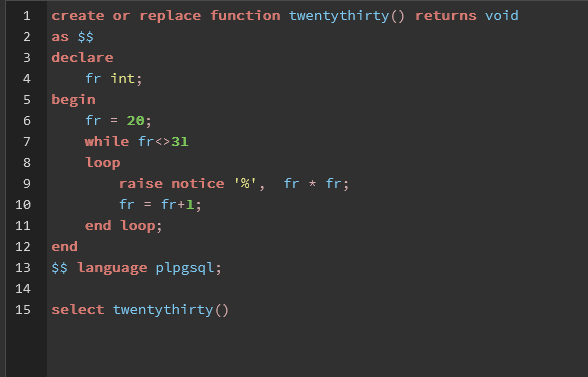 1 create or replace function twentythirty() returns void
2 as $$
3 declare
4     fr int;
5 begin
6     fr = 20;
7     while fr<>31
8     loop
9         raise notice '%',  fr * fr;
10         fr = fr+1;
11     end loop;
12 end
13 $$ language plpgsql;
14
15 select twentythirty()